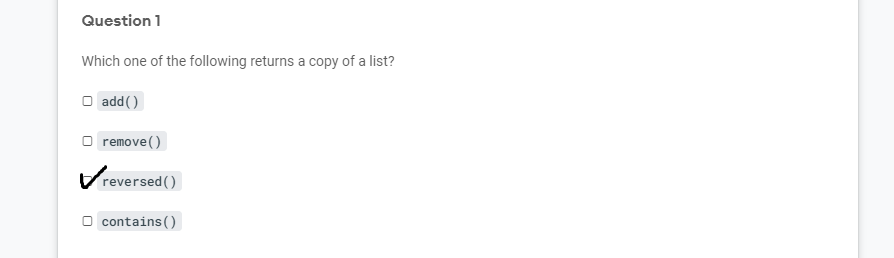 Question 1
Which one of the following returns a copy of a list?
add()
remove()
reversed()
contains()